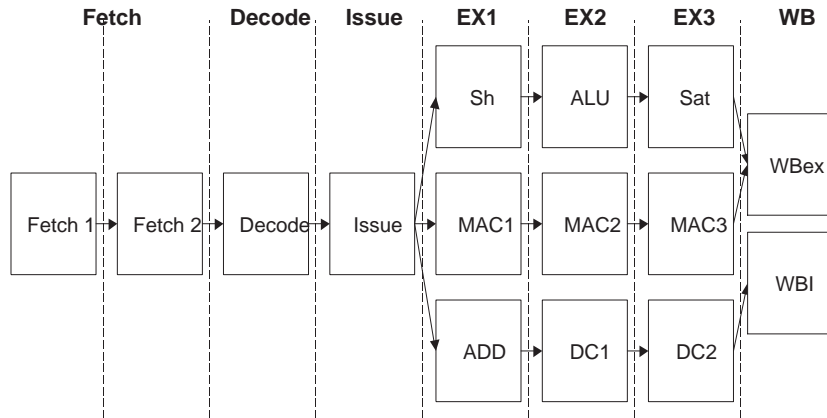 Fetch Decode Issue EX1 EX2 EX3 WB
Sh ALU Sat
WBex
Fetch 1 Fetch 2 Decode Issue MAC1 MAC2 MAC3
WBI
ADD DC1 DC2